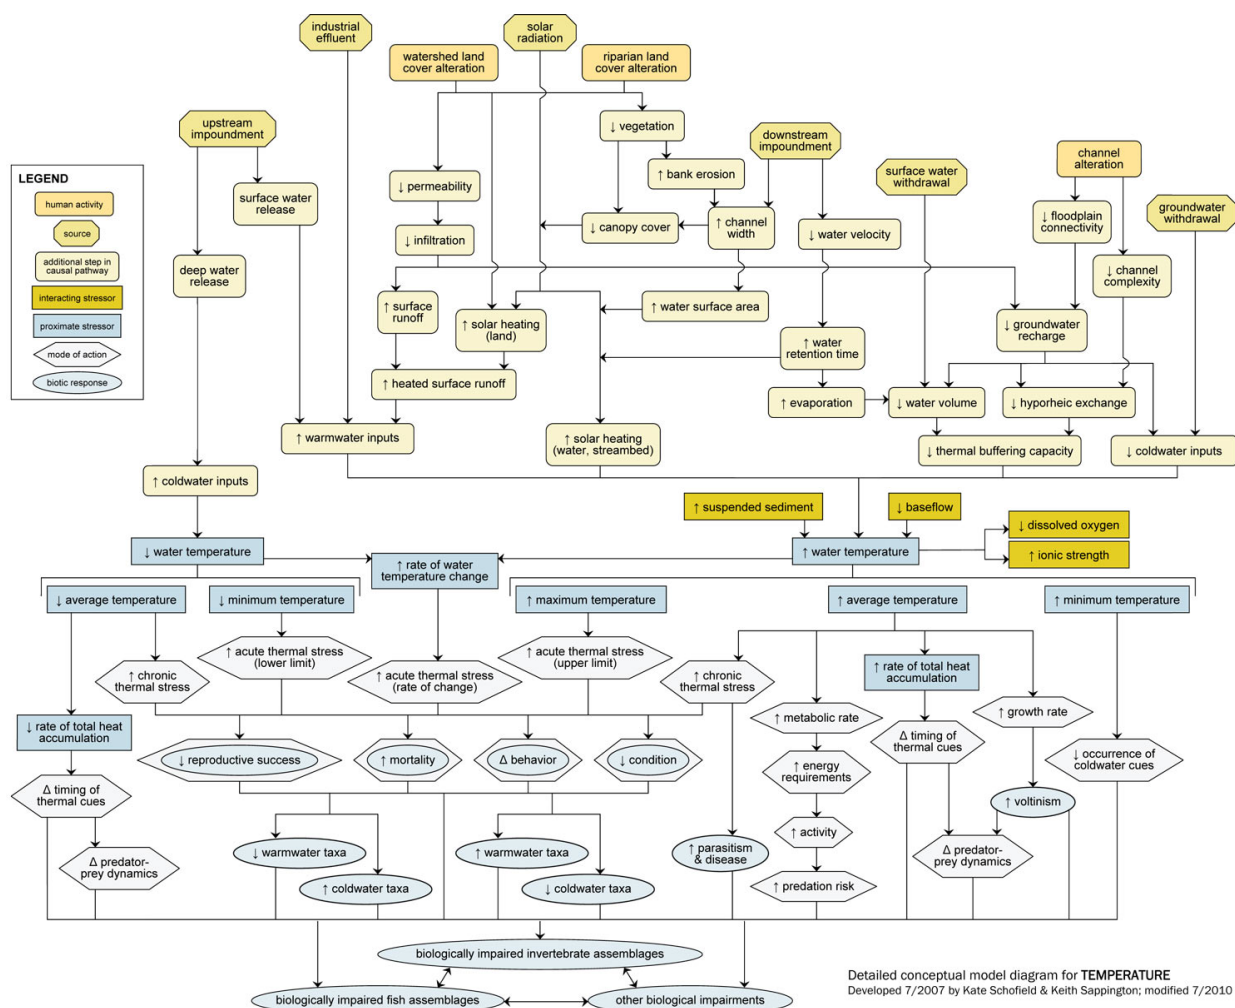 industrial
effluent
solar
radiation
watershed land
cover alteration
riparian land
cover alteration
upstream
impoundment
↓ vegetation
downstream
impoundment
channel
alteration
LEGEND
human activity
source
additional step in
causal pathway
interacting stressor
proximate stressor
mode of action
biotic response
surface water
release
↓ permeability
↑ bank erosion
surface water
withdrawal
groundwater
withdrawal
↓ infiltration
↓ canopy cover
↑ channel
width
↓ water velocity
↓ floodplain
connectivity
deep water
release
↓ channel
complexity
↑ surface
runoff
↑ solar heating
(land)
↑ water surface area
↓ groundwater
recharge
↑ water
retention time
↑ heated surface runoff
↑ evaporation
↓ water volume
↓ hyporheic exchange
↑ warmwater inputs
↑ solar heating
(water, streambed)
↓ thermal buffering capacity
↓ coldwater inputs
↑ coldwater inputs
↑ suspended sediment
↓ baseflow
↓ dissolved oxygen
↑ ionic strength
↓ water temperature
↑ rate of water
temperature change
↑ water temperature
↓ average temperature
↓ minimum temperature
↑ maximum temperature
↑ average temperature
↑ minimum temperature
↑ acute thermal stress
(lower limit)
↑ acute thermal stress
(upper limit)
↑ chronic
thermal stress
↑ acute thermal stress
(rate of change)
↑ chronic
thermal stress
↑ rate of total heat
accumulation
↓ rate of total heat
accumulation
↑ metabolic rate
↑ growth rate
↓ reproductive success
↑ mortality
Δ behavior
↓ condition
Δ timing of
thermal cues
↓ occurrence of
coldwater cues
↑ energy
requirements
Δ timing of
thermal cues
↑ voltinism
↑ activity
↓ warmwater taxa
↑ warmwater taxa
↑ parasitism
& disease
Δ predator-
prey dynamics
Δ predator-
prey dynamics
↑ coldwater taxa
↓ coldwater taxa
↑ predation risk
biologically impaired invertebrate assemblages
biologically impaired fish assemblages
other biological impairments
Detailed conceptual model diagram for TEMPERATURE
Developed 7/2007 by Kate Schofield & Keith Sappington; modified 7/2010